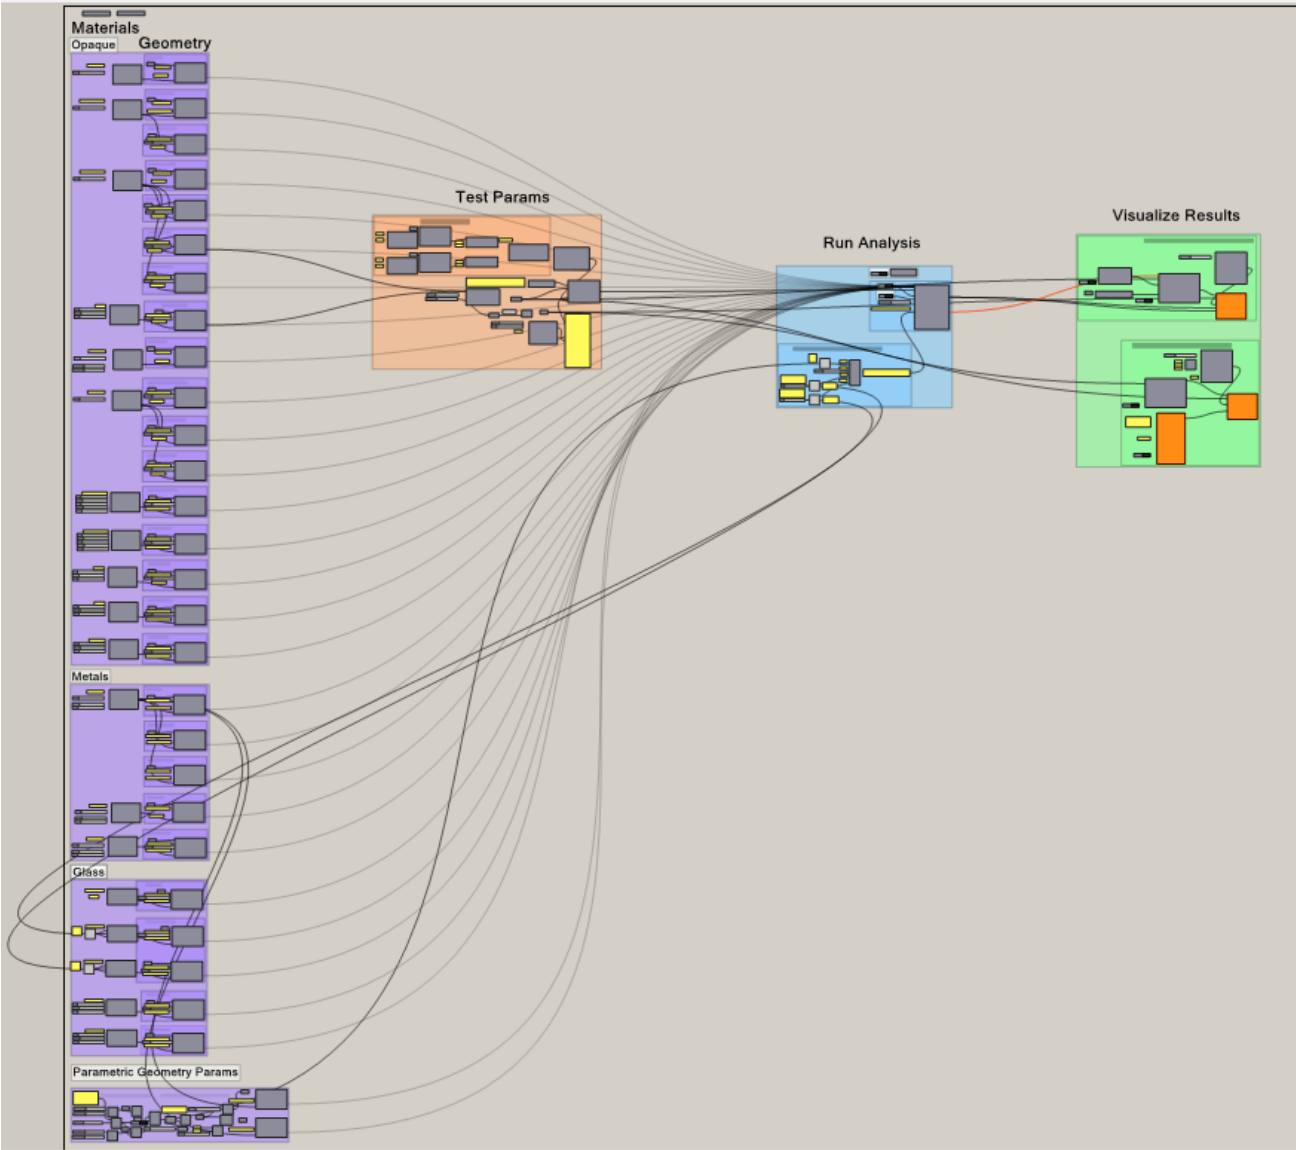 Materials
Opaque
Geometry
Test Params
Run Analysis
Visualize Results
Metals
Glass
Parametric Geometry Params